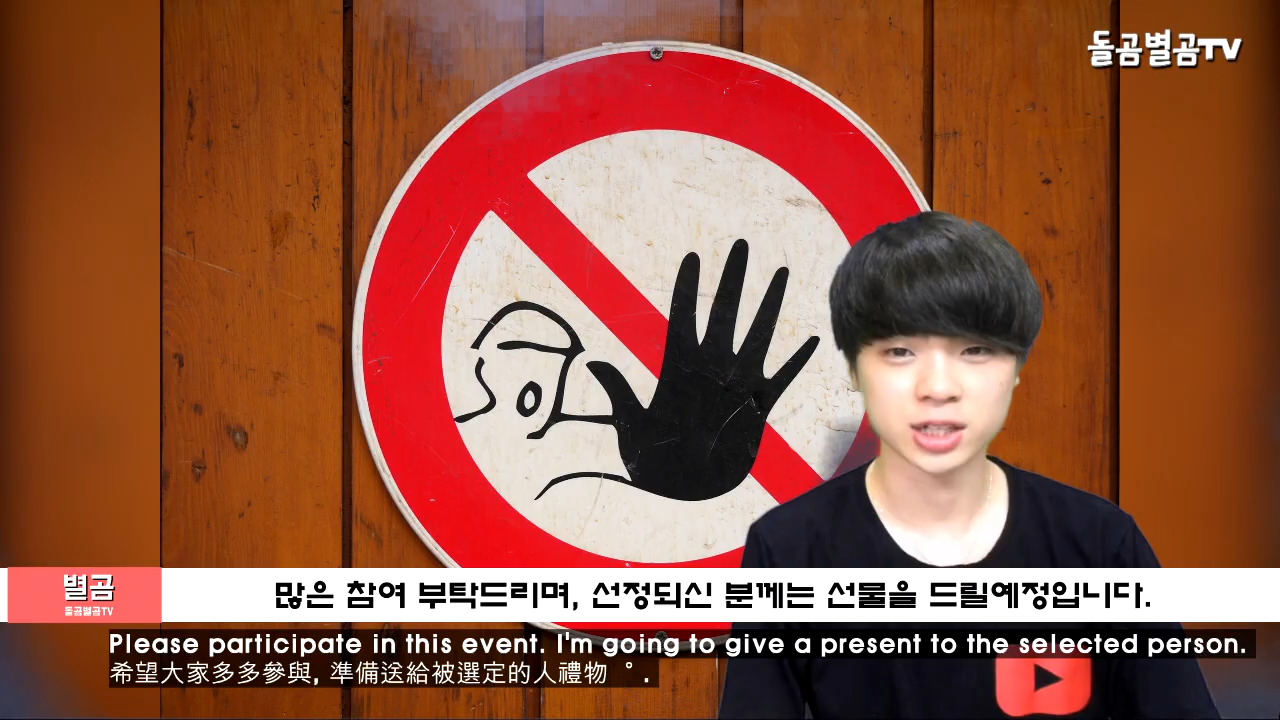 돌곰별곰TV
별곰
돌곰별곰TV
많은 참여 부탁드리며, 선정되신 분께는 선물을 드릴예정입니다.
Please participate in this event. I'm going to give a present to the selected person.
希望大家多多參與, 準備送給被選定的人禮物 °.